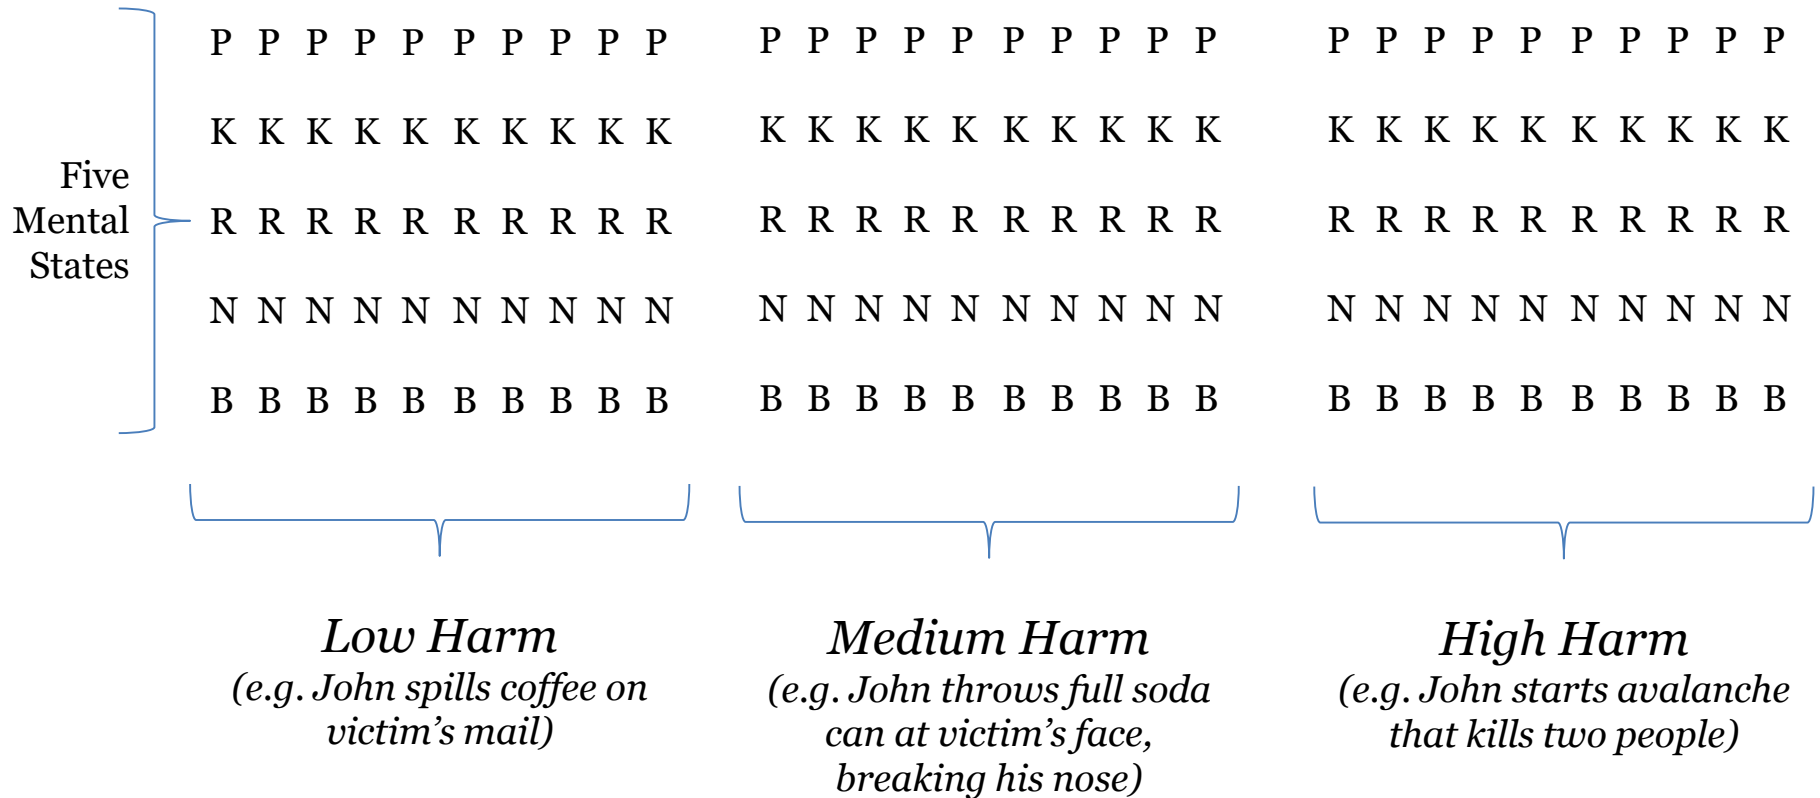 P P P P P P P P P P
K K K K K K K K K K
R R R R R R R R R R
N N N N N N N N N N
B B B B B B B B B B
P P P P P P P P P P
K K K K K K K K K K
R R R R R R R R R R
N N N N N N N N N N
B B B B B B B B B B
P P P P P P P P P P
K K K K K K K K K K
R R R R R R R R R R
N N N N N N N N N N
B B B B B B B B B B
Five
Mental
States
Low Harm
(e.g. John spills coffee on
victim’s mail)
Medium Harm
(e.g. John throws full soda
can at victim’s face,
breaking his nose)
High Harm
(e.g. John starts avalanche
that kills two people)